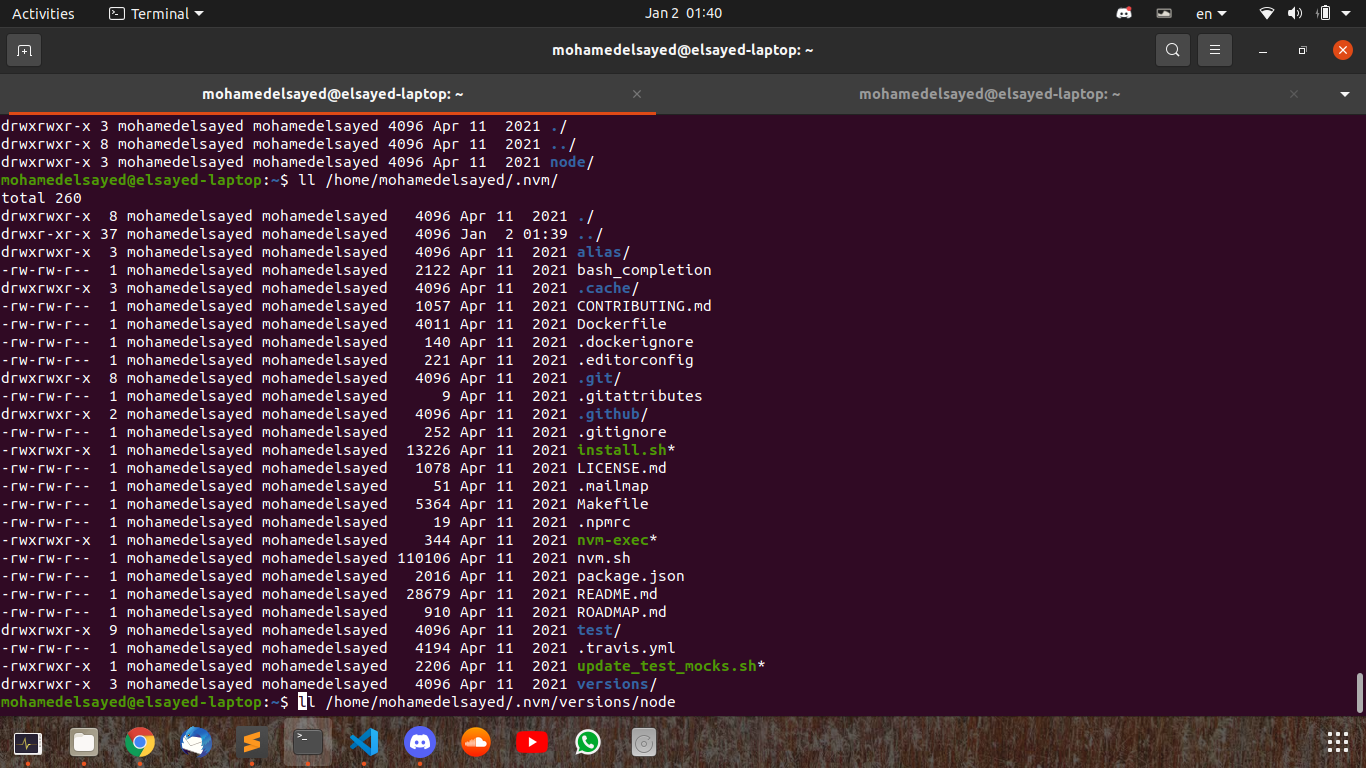 Activities Terminal Jan 2 01:40 en
mohamedelsayed@elsayed-laptop: ~
mohamedelsayed@elsayed-laptop: ~ mohamedelsayed@elsayed-laptop: ~
drwxrwxr-x 3 mohamedelsayed mohamedelsayed 4096 Apr 11  2021 ./
drwxrwxr-x 8 mohamedelsayed mohamedelsayed 4096 Apr 11  2021 ../
drwxrwxr-x 3 mohamedelsayed mohamedelsayed 4096 Apr 11  2021 node/
mohamedelsayed@elsayed-laptop:~$ ll /home/mohamedelsayed/.nvm/
total 260
drwxrwxr-x  8 mohamedelsayed mohamedelsayed   4096 Apr 11  2021 ./
drwxr-xr-x 37 mohamedelsayed mohamedelsayed   4096 Jan  2 01:39 ../
drwxrwxr-x  3 mohamedelsayed mohamedelsayed   4096 Apr 11  2021 alias/
-rw-rw-r--  1 mohamedelsayed mohamedelsayed   2122 Apr 11  2021 bash_completion
drwxrwxr-x  3 mohamedelsayed mohamedelsayed   4096 Apr 11  2021 .cache/
-rw-rw-r--  1 mohamedelsayed mohamedelsayed   1057 Apr 11  2021 CONTRIBUTING.md
-rw-rw-r--  1 mohamedelsayed mohamedelsayed   4011 Apr 11  2021 Dockerfile
-rw-rw-r--  1 mohamedelsayed mohamedelsayed    140 Apr 11  2021 .dockerignore
-rw-rw-r--  1 mohamedelsayed mohamedelsayed    221 Apr 11  2021 .editorconfig
drwxrwxr-x  8 mohamedelsayed mohamedelsayed   4096 Apr 11  2021 .git/
-rw-rw-r--  1 mohamedelsayed mohamedelsayed      9 Apr 11  2021 .gitattributes
drwxrwxr-x  2 mohamedelsayed mohamedelsayed   4096 Apr 11  2021 .github/
-rw-rw-r--  1 mohamedelsayed mohamedelsayed    252 Apr 11  2021 .gitignore
-rwxrwxr-x  1 mohamedelsayed mohamedelsayed  13226 Apr 11  2021 install.sh*
-rw-rw-r--  1 mohamedelsayed mohamedelsayed   1078 Apr 11  2021 LICENSE.md
-rw-rw-r--  1 mohamedelsayed mohamedelsayed     51 Apr 11  2021 .mailmap
-rw-rw-r--  1 mohamedelsayed mohamedelsayed   5364 Apr 11  2021 Makefile
-rw-rw-r--  1 mohamedelsayed mohamedelsayed     19 Apr 11  2021 .npmrc
-rwxrwxr-x  1 mohamedelsayed mohamedelsayed    344 Apr 11  2021 nvm-exec*
-rw-rw-r--  1 mohamedelsayed mohamedelsayed 110106 Apr 11  2021 nvm.sh
-rw-rw-r--  1 mohamedelsayed mohamedelsayed   2016 Apr 11  2021 package.json
-rw-rw-r--  1 mohamedelsayed mohamedelsayed  28679 Apr 11  2021 README.md
-rw-rw-r--  1 mohamedelsayed mohamedelsayed    910 Apr 11  2021 ROADMAP.md
drwxrwxr-x  9 mohamedelsayed mohamedelsayed   4096 Apr 11  2021 test/
-rw-rw-r--  1 mohamedelsayed mohamedelsayed   4194 Apr 11  2021 .travis.yml
-rwxrwxr-x  1 mohamedelsayed mohamedelsayed   2206 Apr 11  2021 update_test_mocks.sh*
drwxrwxr-x  3 mohamedelsayed mohamedelsayed   4096 Apr 11  2021 versions/
mohamedelsayed@elsayed-laptop:~$ ll /home/mohamedelsayed/.nvm/versions/node